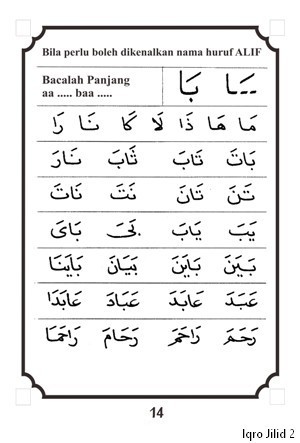 Bila perlu boleh dikenalkan nama huruf ALIF
Bacalah Panjang
aa ..... baa .....
ـَـا بَا
مَا هَا ذَا لَا كَا نَا رَا
بَاتَ تَابَ ثَابَ نَارَ
تَنَ تَانَ نَتَ نَاتَ
يَبَ يَابَ بَىَ بَاىَ
بَيَنَ بَايَنَ بَيَانَ بَايَنَا
عَبَدَ عَابَدَ عَبَادَ عَابَدَا
رَحَمَ رَاحَمَ رَحَامَ رَاحَمَا
14
Iqro Jilid 2